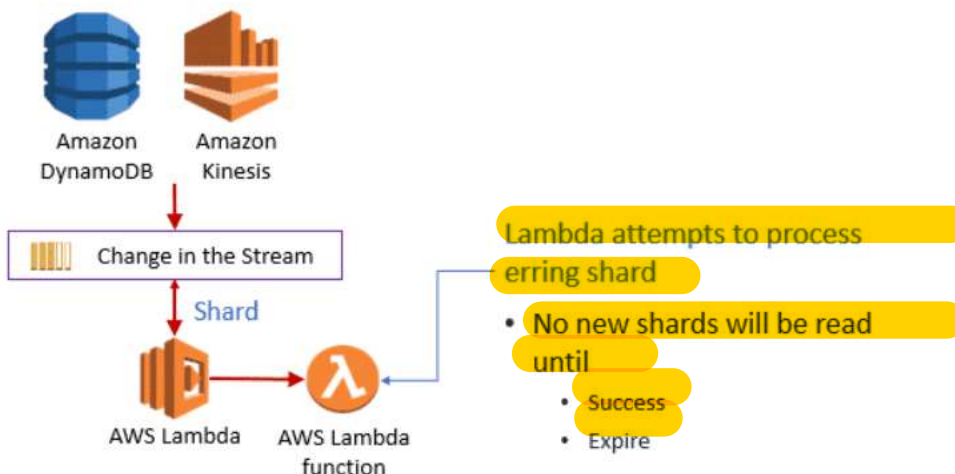 Amazon
DynamoDB
Amazon
Kinesis
Change in the Stream
Shard
AWS Lambda
AWS Lambda
function
Lambda attempts to process
erring shard
• No new shards will be read
until
• Success
• Expire